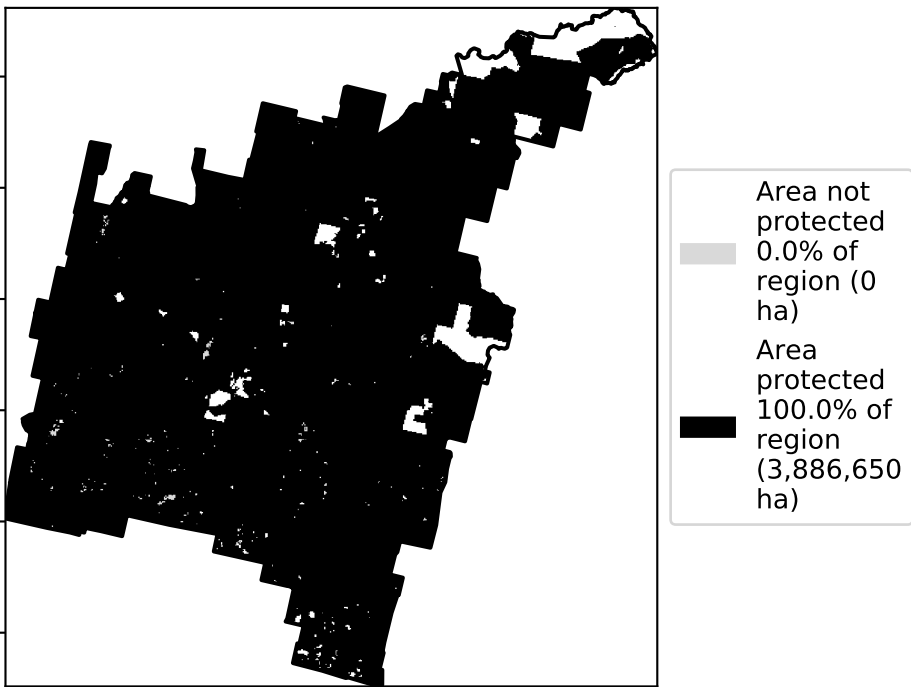 Area not
protected
0.0% of
region (0
ha)
Area
protected
100.0% of
region
(3,886,650
ha)